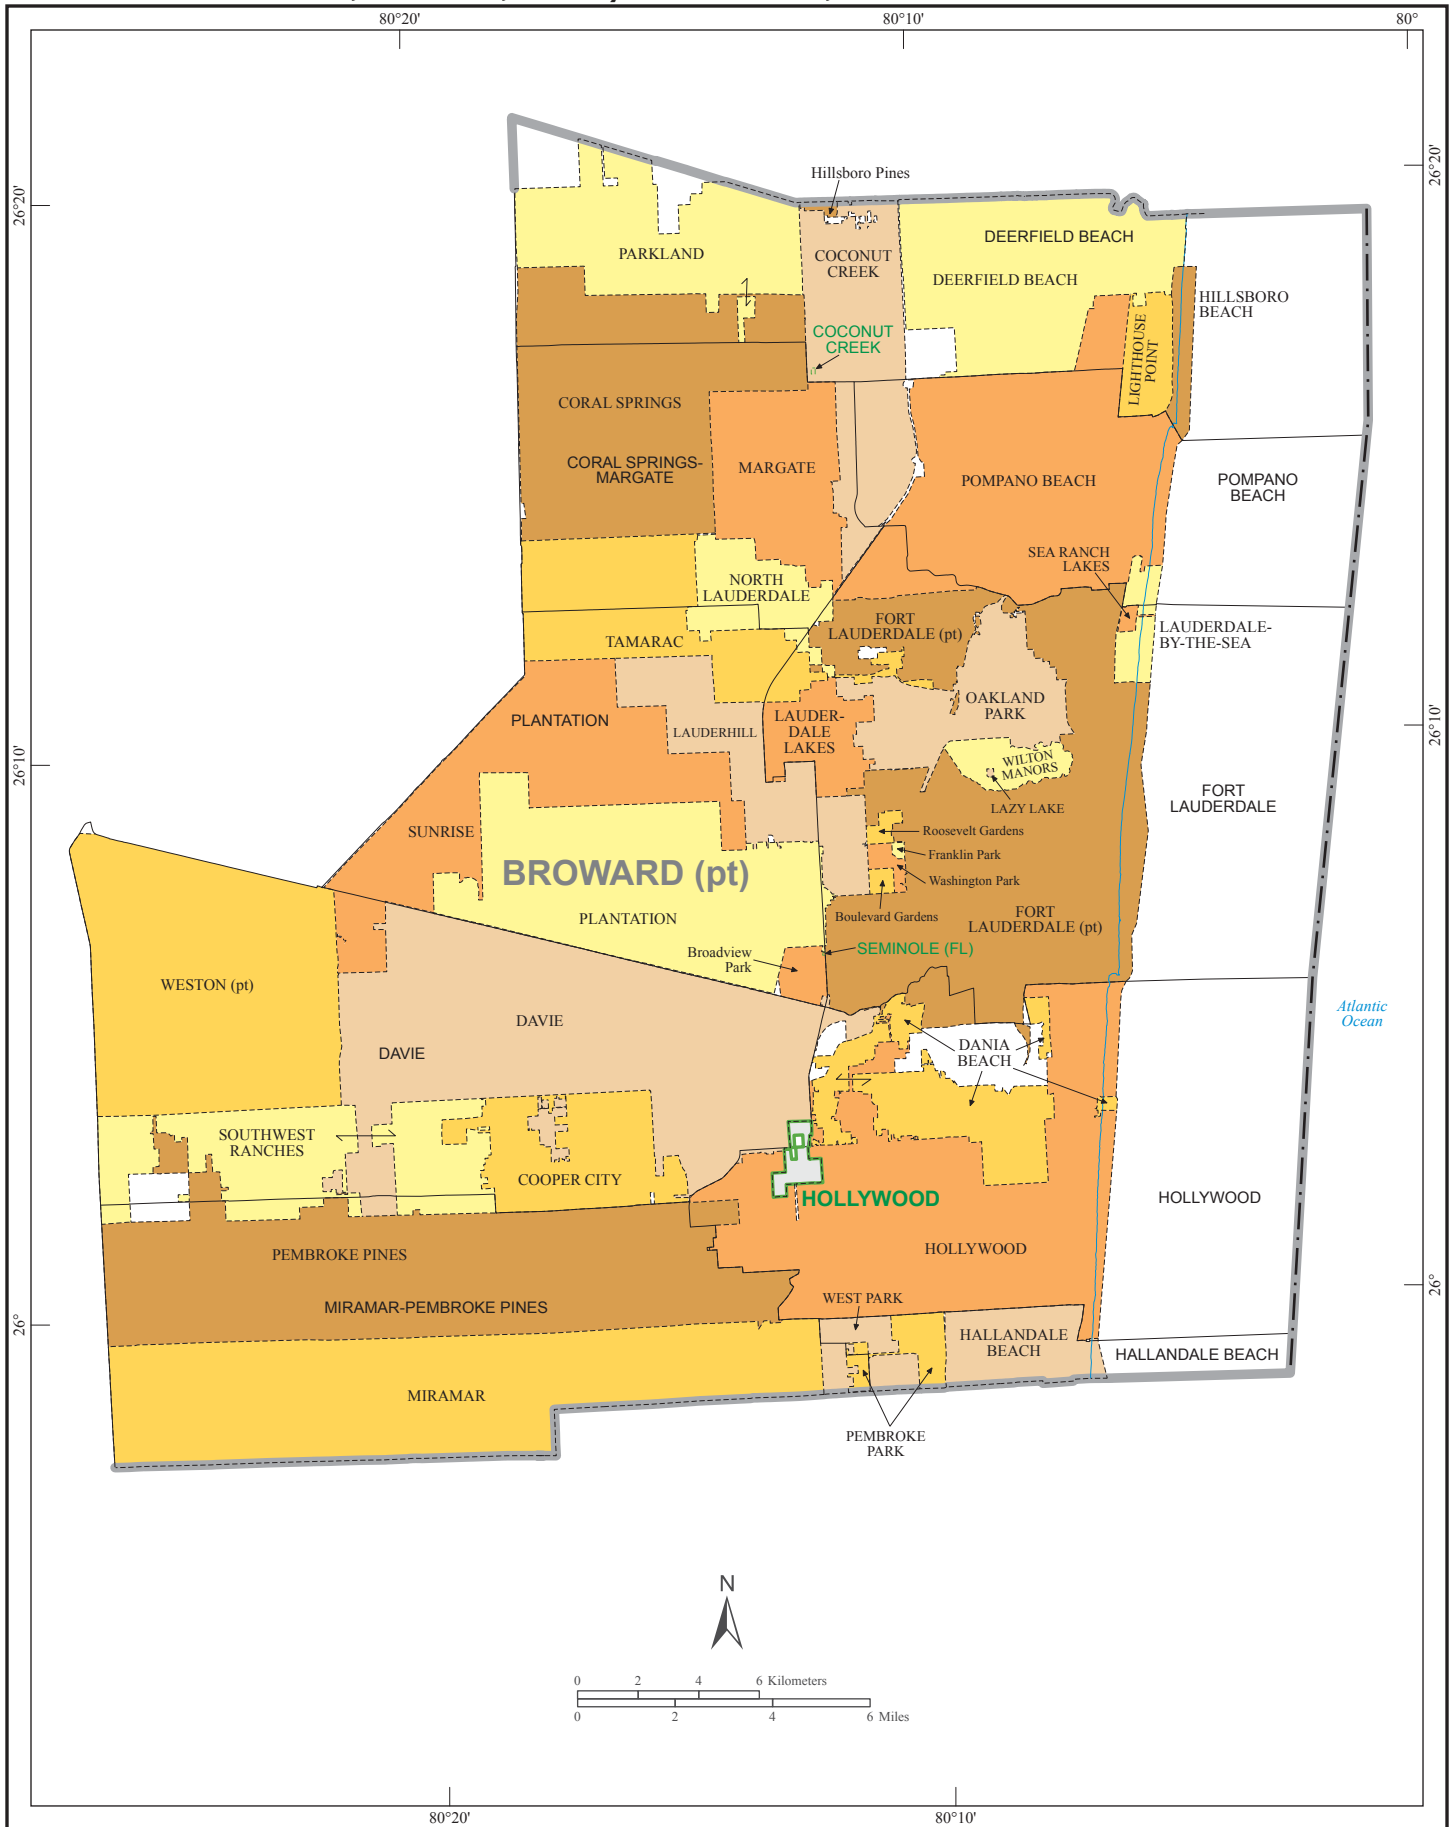 80°20'
80°10'
80°
26°20'
26°20'
Hillsboro Pines
PARKLAND
COCONUT
CREEK
DEERFIELD BEACH
DEERFIELD BEACH
HILLSBORO
BEACH
LIGHTHOUSE
POINT
COCONUT
CREEK
CORAL SPRINGS
CORAL SPRINGS-
MARGATE
MARGATE
POMPANO BEACH
POMPANO
BEACH
SEA RANCH
LAKES
NORTH
LAUDERDALE
FORT
LAUDERDALE (pt)
LAUDERDALE-
BY-THE-SEA
TAMARAC
OAKLAND
PARK
PLANTATION
LAUDERHILL
LAUDER-
DALE
LAKES
26°10'
26°10'
WILTON
MANORS
LAZY LAKE
FORT
LAUDERDALE
SUNRISE
Roosevelt Gardens
Franklin Park
BROWARD (pt)
Washington Park
PLANTATION
Boulevard Gardens
FORT
LAUDERDALE (pt)
Broadview
Park
SEMINOLE (FL)
WESTON (pt)
Atlantic
Ocean
DAVIE
DAVIE
DANIA
BEACH
SOUTHWEST
RANCHES
COOPER CITY
HOLLYWOOD
HOLLYWOOD
HOLLYWOOD
PEMBROKE PINES
MIRAMAR-PEMBROKE PINES
WEST PARK
26°
26°
HALLANDALE
BEACH
HALLANDALE BEACH
MIRAMAR
PEMBROKE
PARK
N
0 2 4 6 Kilometers
0 2 4 6 Miles
80°20'
80°10'